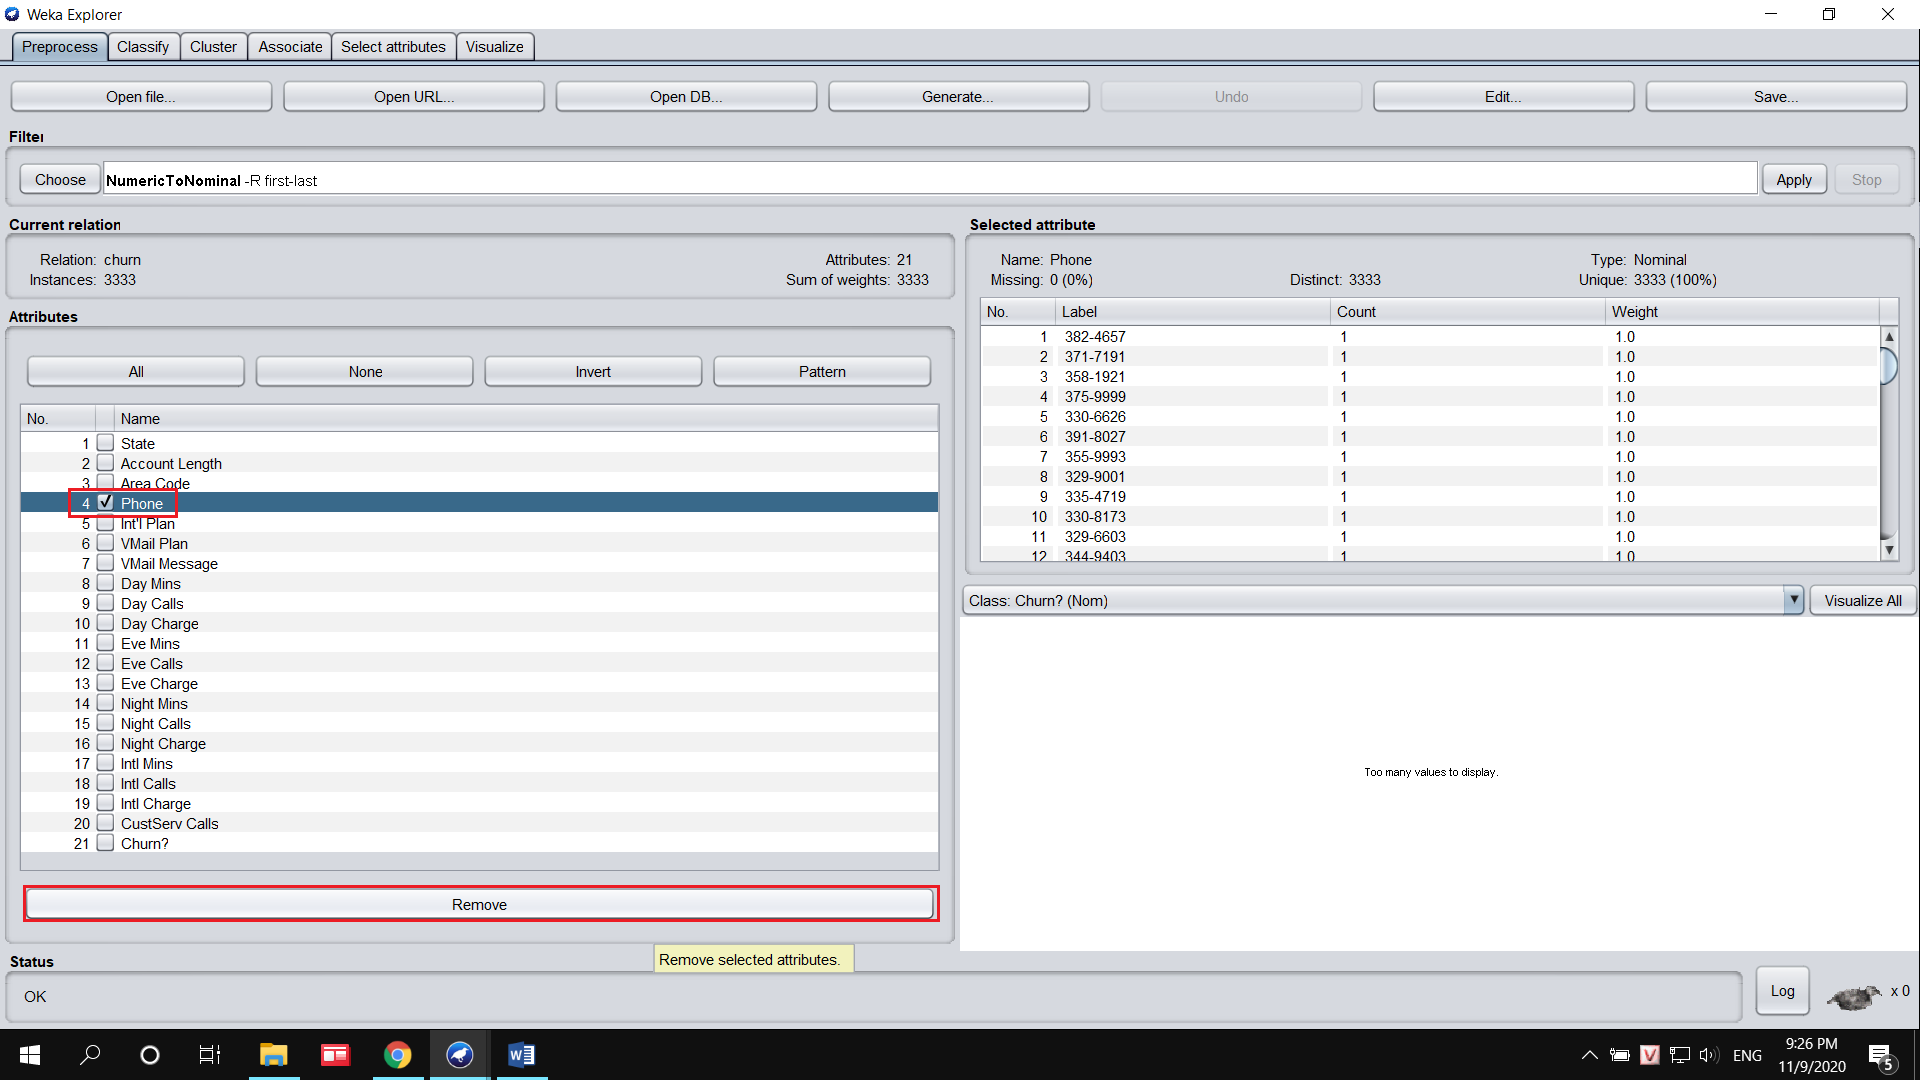 Weka Explorer
Preprocess Classify Cluster Associate Select attributes Visualize
Open file... Open URL... Open DB... Generate... Undo Edit... Save...
Filter
Choose NumericToNominal -R first-last Apply Stop
Current relation
Relation: churn Attributes: 21
Instances: 3333 Sum of weights: 3333
Selected attribute
Name: Phone Type: Nominal
Missing: 0 (0%) Distinct: 3333 Unique: 3333 (100%)
No. Label Count Weight
1 382-4657 1 1.0
2 371-7191 1 1.0
3 358-1921 1 1.0
4 375-9999 1 1.0
5 330-6626 1 1.0
6 391-8027 1 1.0
7 355-9993 1 1.0
8 329-9001 1 1.0
9 335-4719 1 1.0
10 330-8173 1 1.0
11 329-6603 1 1.0
12 344-9403 1 1.0
Attributes
All None Invert Pattern
No. Name
1 State
2 Account Length
3 Area Code
4 Phone
5 Int'l Plan
6 VMail Plan
7 VMail Message
8 Day Mins
9 Day Calls
10 Day Charge
11 Eve Mins
12 Eve Calls
13 Eve Charge
14 Night Mins
15 Night Calls
16 Night Charge
17 Intl Mins
18 Intl Calls
19 Intl Charge
20 CustServ Calls
21 Churn?
Remove
Class: Churn? (Nom) Visualize All
Too many values to display.
Remove selected attributes.
Status
OK
Log x 0
ENG
9:26 PM
11/9/2020
5